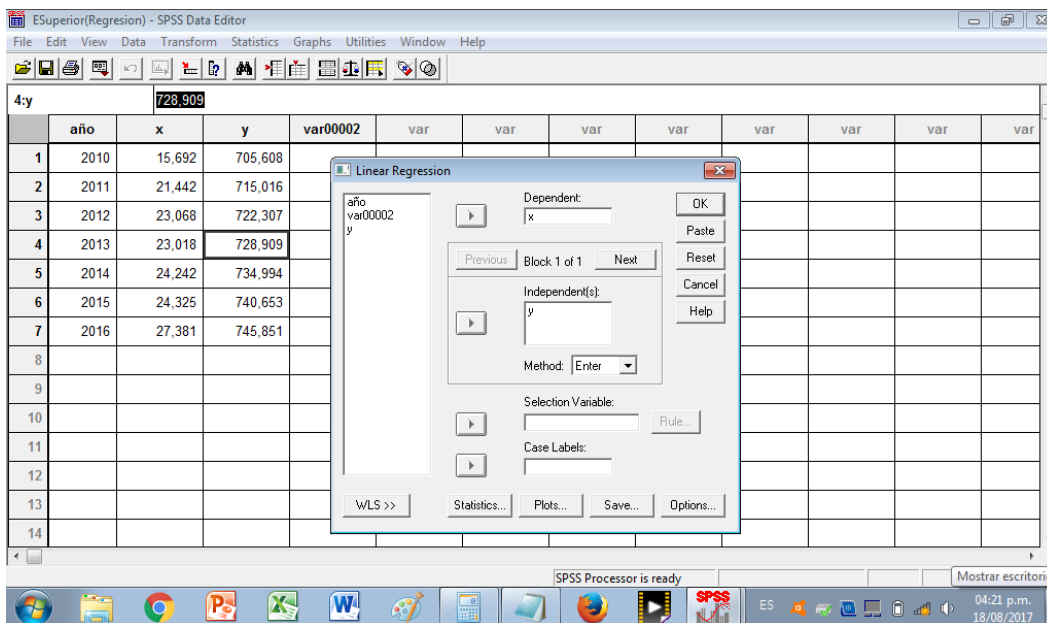 ESuperior(Regresion) - SPSS Data Editor
File Edit View Data Transform Statistics Graphs Utilities Window Help
4:y 728,909
año x y var00002 var var var var var var var var
1 2010 15,692 705,608
2 2011 21,442 715,016
3 2012 23,068 722,307
4 2013 23,018 728,909
5 2014 24,242 734,994
6 2015 24,325 740,653
7 2016 27,381 745,851
8
9
10
11
12
13
14
Linear Regression
año
var00002
y
Dependent:
x
OK
Paste
Reset
Cancel
Help
Previous Block 1 of 1 Next
Independent(s):
y
Method: Enter
Selection Variable:
Rule...
Case Labels:
WLS >> Statistics... Plots... Save... Options...
SPSS Processor is ready
Mostrar escritori
SPSS
ES
04:21 p.m.
18/08/2017